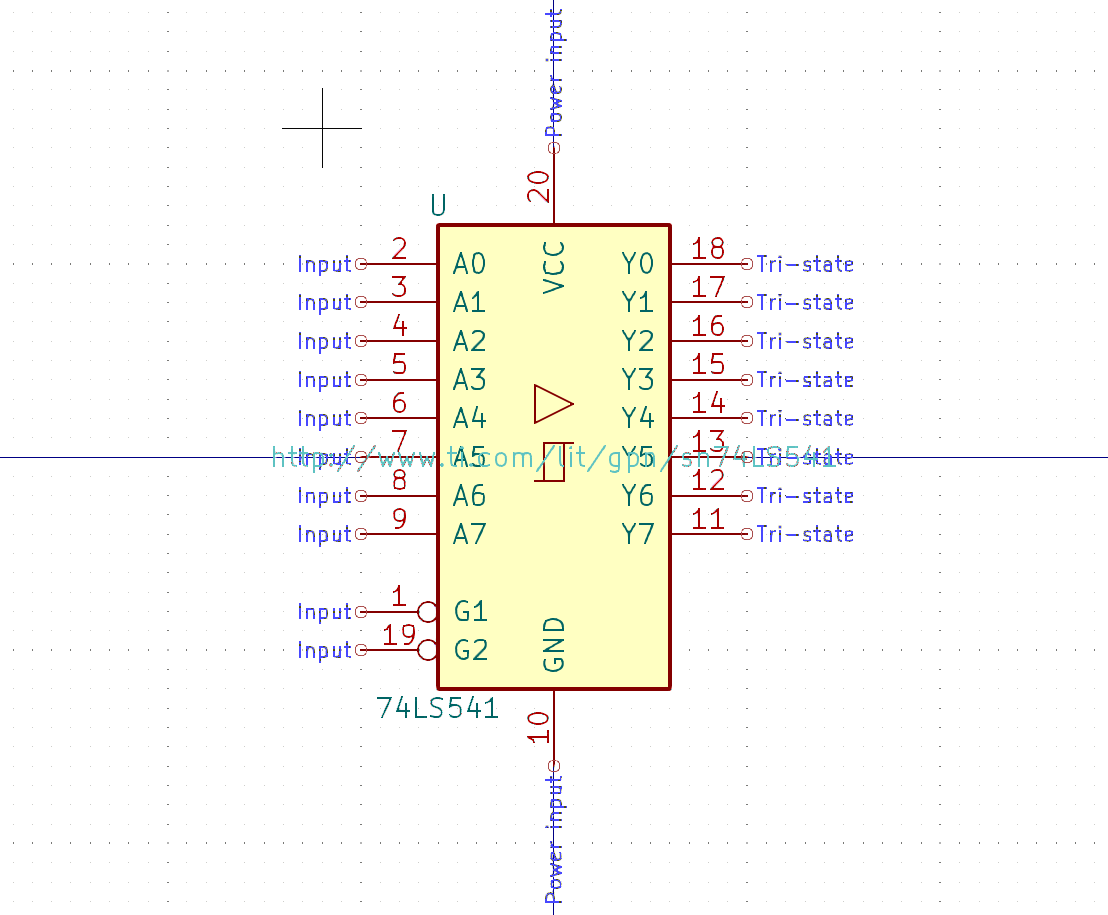 Power input
20
U
VCC
Input 2 A0 Y0 18 Tri-state
Input 3 A1 Y1 17 Tri-state
Input 4 A2 Y2 16 Tri-state
Input 5 A3 Y3 15 Tri-state
Input 6 A4 Y4 14 Tri-state
Input 7 A5 Y5 13 Tri-state
http://www.ti.com/lit/gpn/sn74LS541
Input 8 A6 Y6 12 Tri-state
Input 9 A7 Y7 11 Tri-state
Input 1 G1
Input 19 G2
GND
74LS541
10
Power input